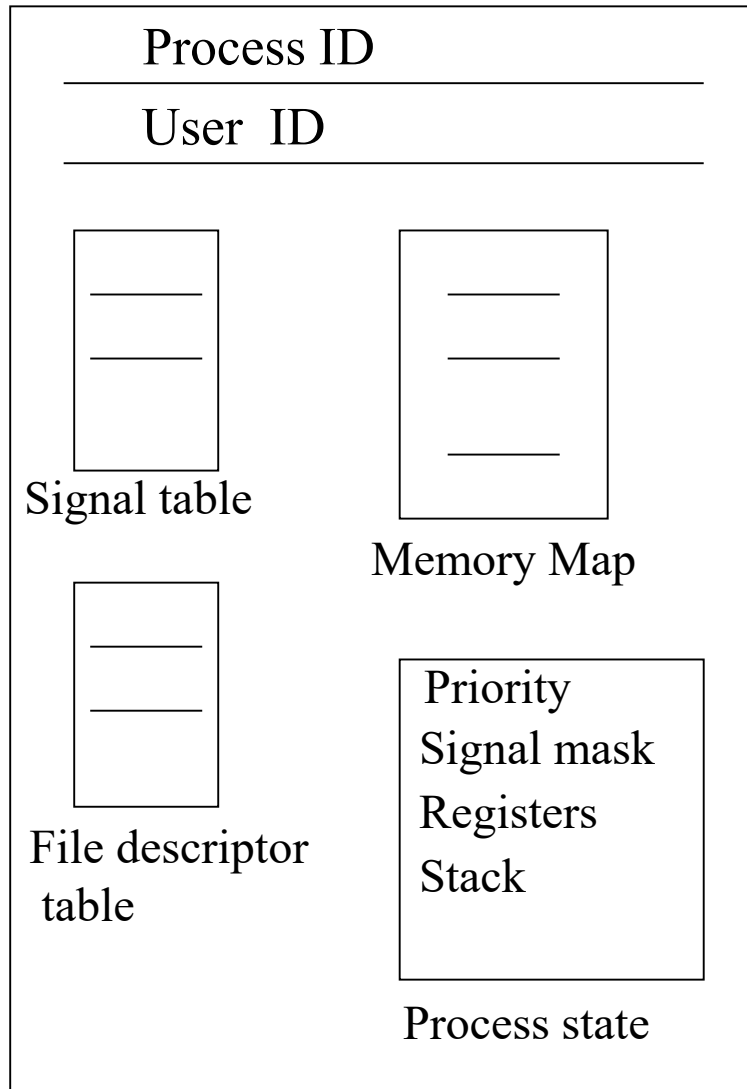 Process ID
User ID
Signal table
Memory Map
File descriptor
table
Priority
Signal mask
Registers
Stack
Process state